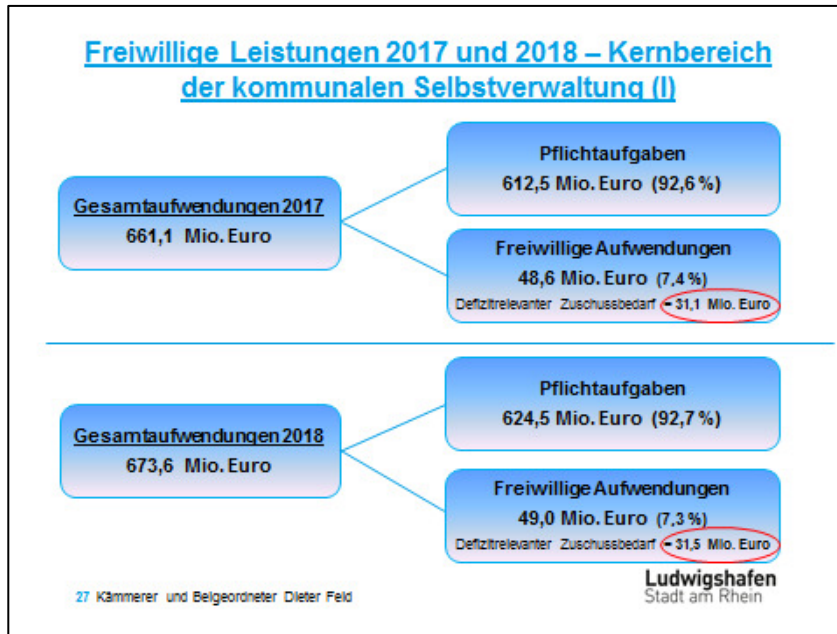 Freiwillige Leistungen 2017 und 2018 – Kernbereich
der kommunalen Selbstverwaltung (I)
Gesamtaufwendungen 2017
661,1 Mio. Euro
Pflichtaufgaben
612,5 Mio. Euro (92,6 %)
Freiwillige Aufwendungen
48,6 Mio. Euro (7,4 %)
Defizitrelevanter Zuschussbedarf = 31,1 Mio. Euro
Gesamtaufwendungen 2018
673,6 Mio. Euro
Pflichtaufgaben
624,5 Mio. Euro (92,7 %)
Freiwillige Aufwendungen
49,0 Mio. Euro (7,3 %)
Defizitrelevanter Zuschussbedarf = 31,5 Mio. Euro
27 Kämmerer und Beigeordneter Dieter Feld
Ludwigshafen
Stadt am Rhein